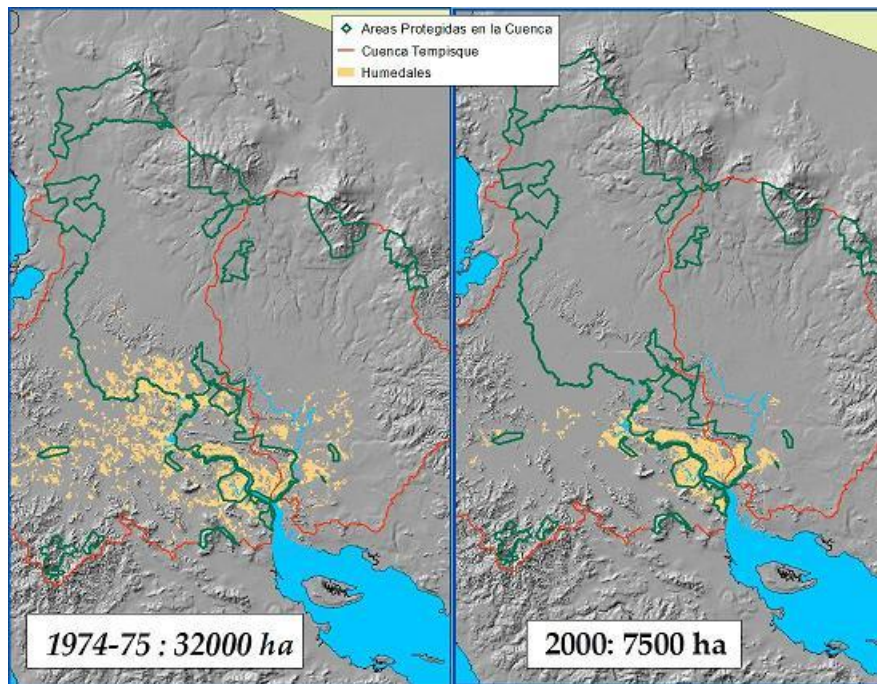 Areas Protegidas en la Cuenca
Cuenca Tempisque
Humedales
1974-75 : 32000 ha
2000: 7500 ha